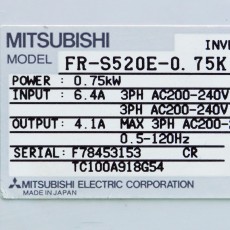 MITSUBISHI INV
MODEL FR-S520E-0.75K
POWER : 0.75kW
INPUT : 6.4A 3PH AC200-240V
3PH AC200-240V
OUTPUT: 4.1A MAX 3PH AC200-2
0.5-120Hz
SERIAL: F78453153 CR
TC100A918G54
MITSUBISHI ELECTRIC CORPORATION
MADE IN JAPAN